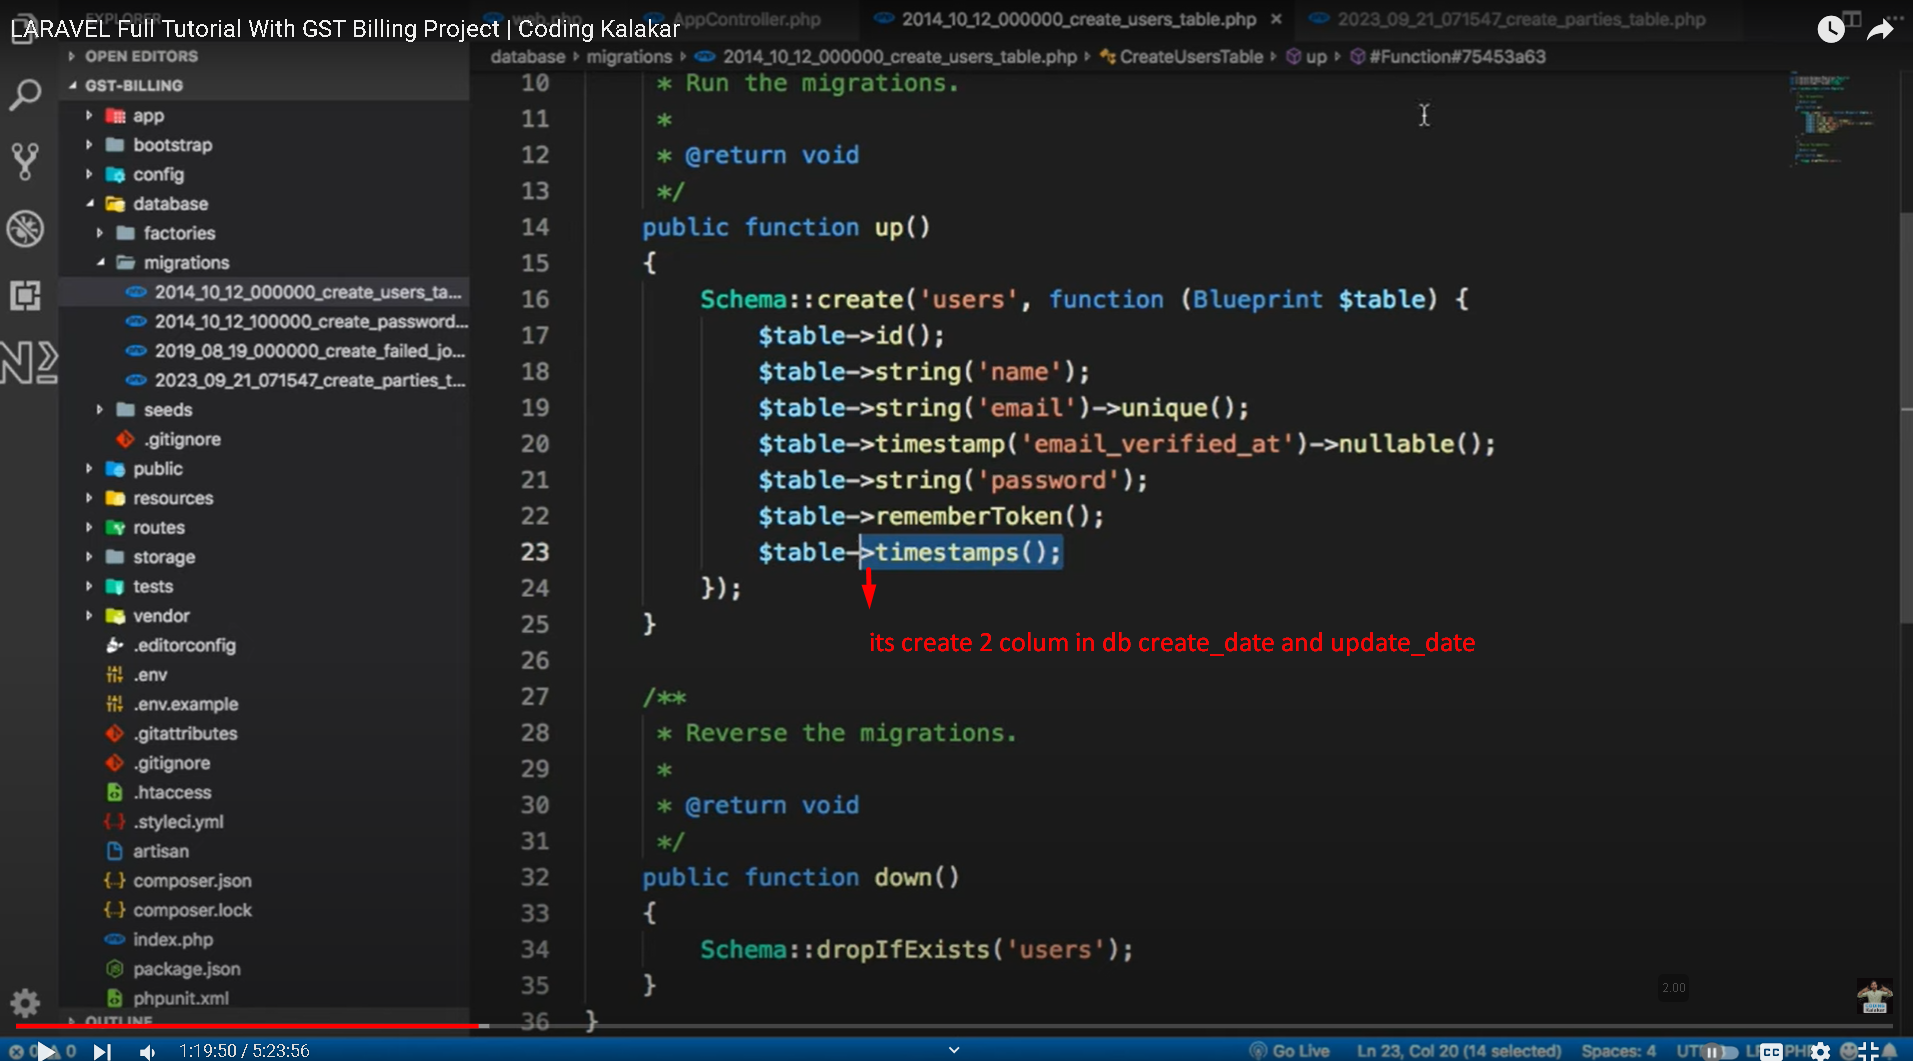 LARAVEL Full Tutorial With GST Billing Project | Coding Kalakar
AppController.php
2014_10_12_000000_create_users_table.php ×
2023_09_21_071547_create_parties_table.php
OPEN EDITORS
database › migrations › 2014_10_12_000000_create_users_table.php › CreateUsersTable › up › #Function#75453a63
GST-BILLING
app
bootstrap
config
database
factories
migrations
2014_10_12_000000_create_users_ta...
2014_10_12_100000_create_password...
2019_08_19_000000_create_failed_jo...
2023_09_21_071547_create_parties_t...
seeds
.gitignore
public
resources
routes
storage
tests
vendor
.editorconfig
.env
.env.example
.gitattributes
.gitignore
.htaccess
.styleci.yml
artisan
composer.json
composer.lock
index.php
package.json
phpunit.xml
OUTLINE
10 * Run the migrations.
11 *
12 * @return void
13 */
14 public function up()
15 {
16 Schema::create('users', function (Blueprint $table) {
17 $table->id();
18 $table->string('name');
19 $table->string('email')->unique();
20 $table->timestamp('email_verified_at')->nullable();
21 $table->string('password');
22 $table->rememberToken();
23 $table->timestamps();
24 });
25 }
its create 2 colum in db create_date and update_date
26
27 /**
28 * Reverse the migrations.
29 *
30 * @return void
31 */
32 public function down()
33 {
34 Schema::dropIfExists('users');
35 }
36 }
2.00
1:19:50 / 5:23:56
Go Live
Ln 23, Col 20 (14 selected)
Spaces: 4
CC